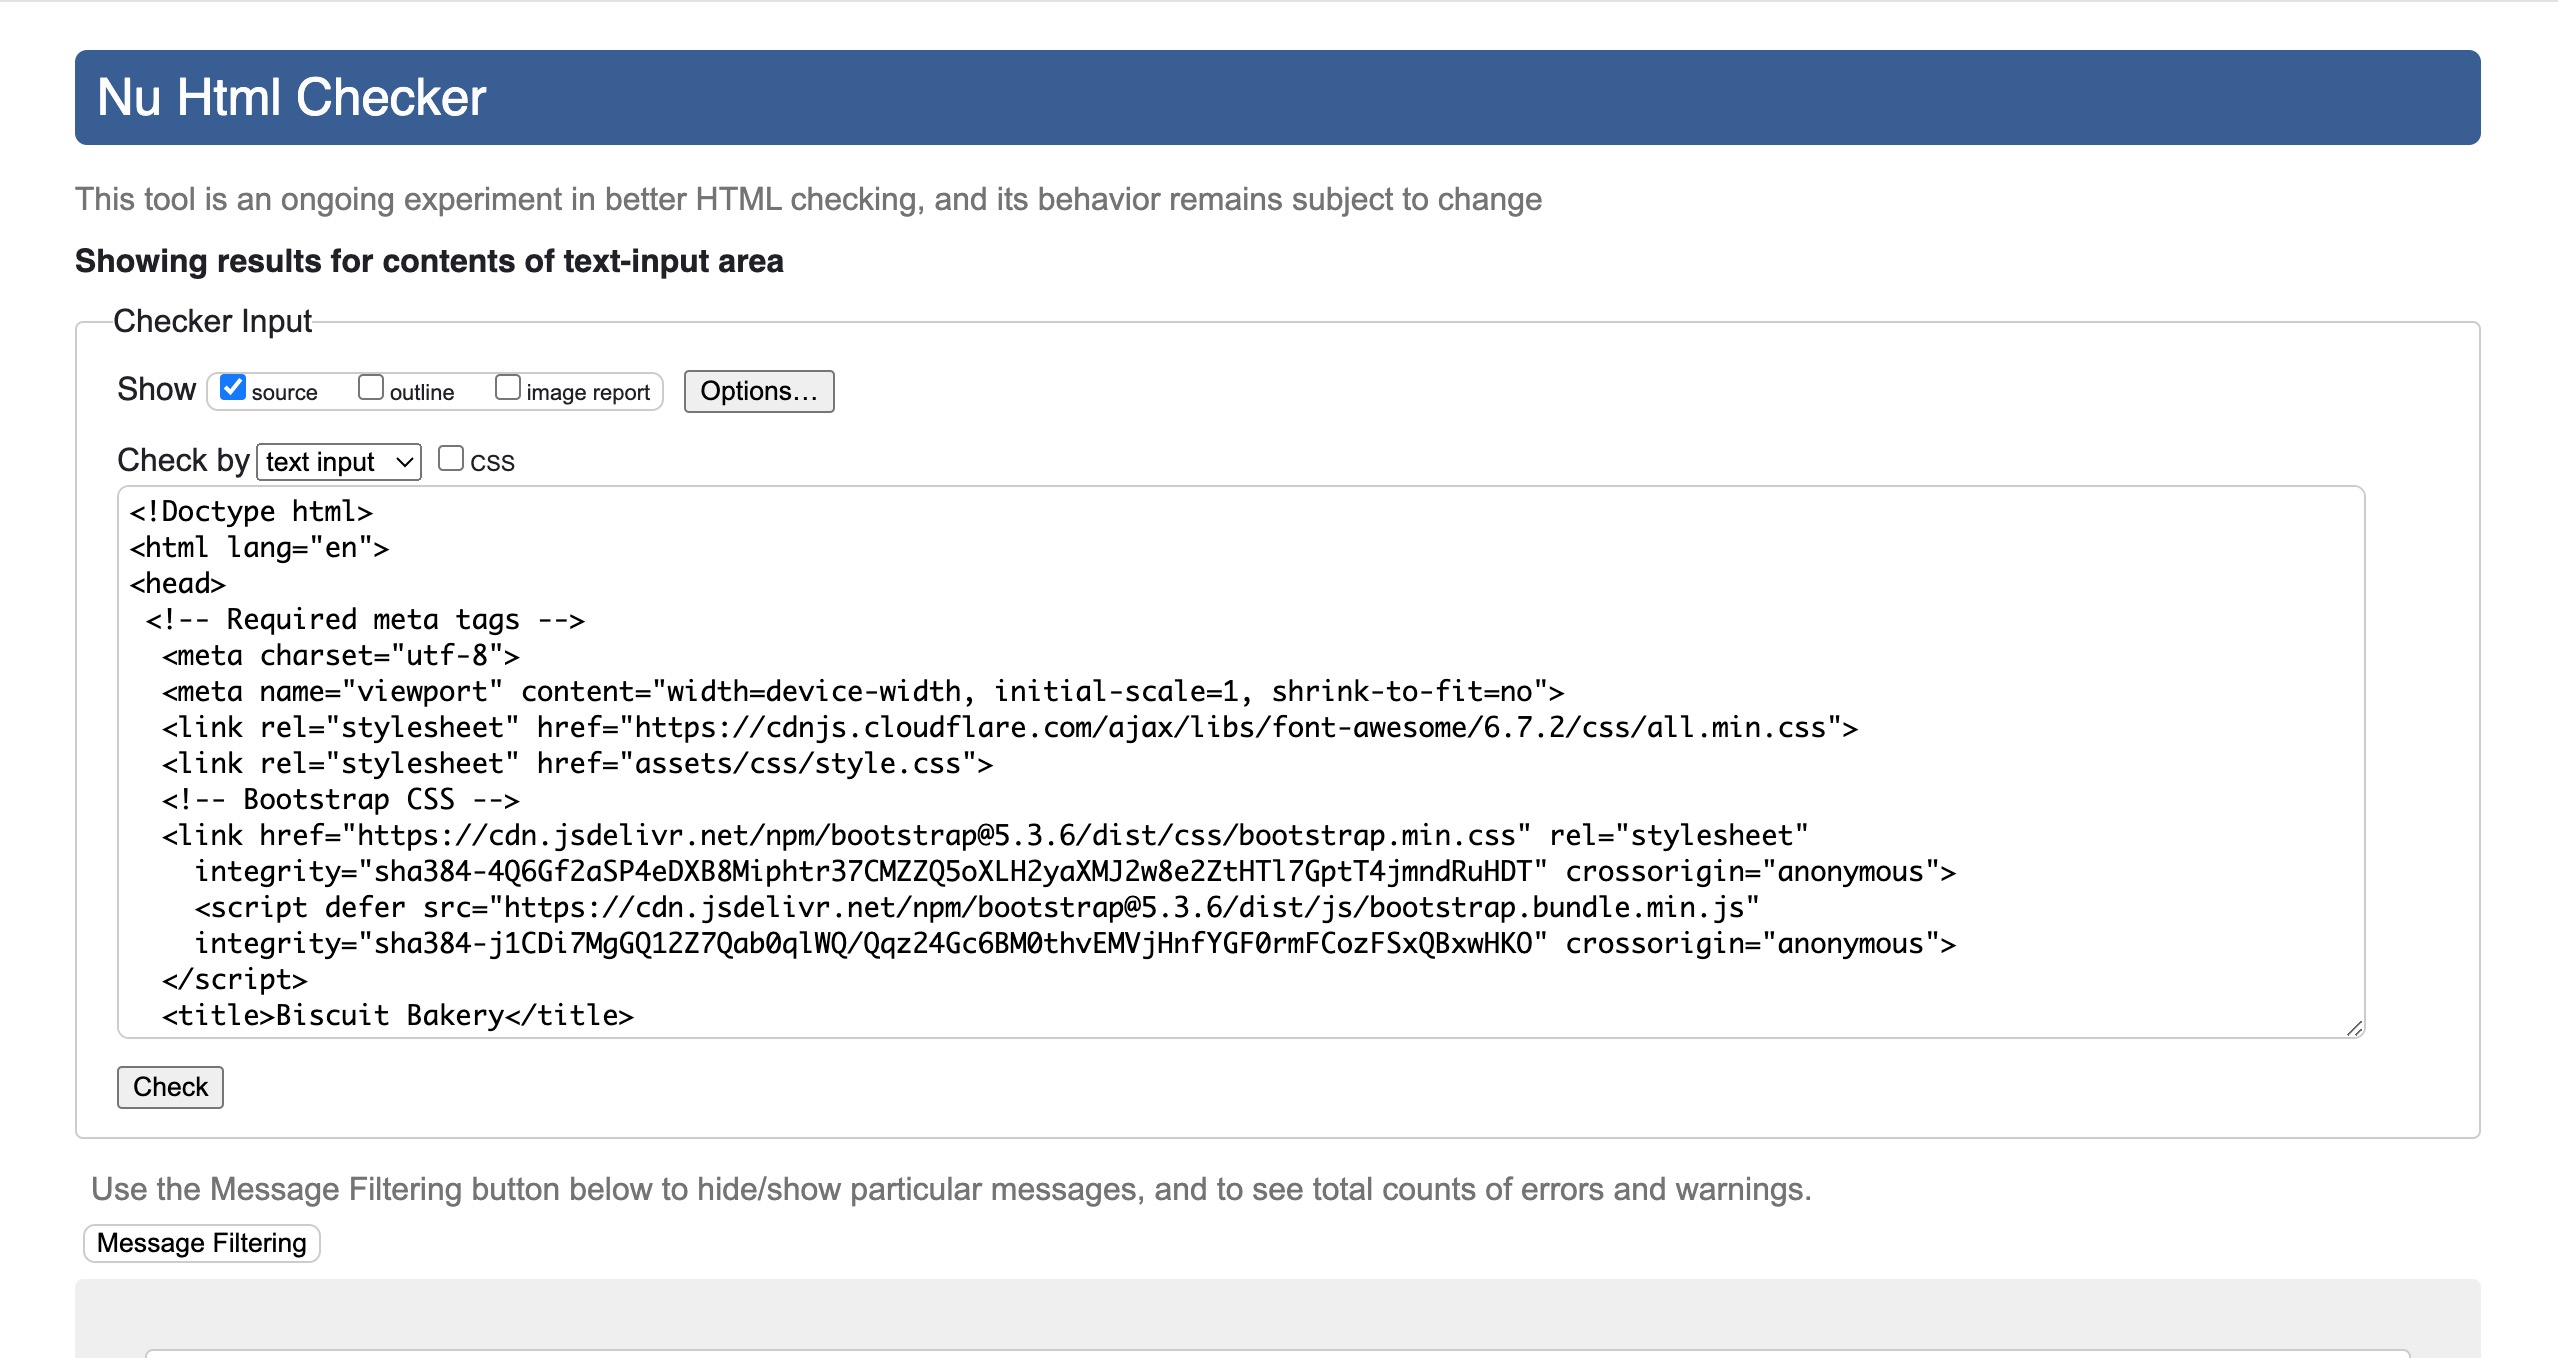 Nu Html Checker
This tool is an ongoing experiment in better HTML checking, and its behavior remains subject to change
Showing results for contents of text-input area
Checker Input
Show source outline image report Options...
Check by text input CSS
<!Doctype html>
<html lang="en">
<head>
<!-- Required meta tags -->
<meta charset="utf-8">
<meta name="viewport" content="width=device-width, initial-scale=1, shrink-to-fit=no">
<link rel="stylesheet" href="https://cdnjs.cloudflare.com/ajax/libs/font-awesome/6.7.2/css/all.min.css">
<link rel="stylesheet" href="assets/css/style.css">
<!-- Bootstrap CSS -->
<link href="https://cdn.jsdelivr.net/npm/bootstrap@5.3.6/dist/css/bootstrap.min.css" rel="stylesheet"
integrity="sha384-4Q6Gf2aSP4eDXB8Miphtr37CMZZQ5oXLH2yaXMJ2w8e2ZtHTl7GptT4jmndRuHDT" crossorigin="anonymous">
<script defer src="https://cdn.jsdelivr.net/npm/bootstrap@5.3.6/dist/js/bootstrap.bundle.min.js"
integrity="sha384-j1CDi7MgGQ12Z7Qab0qlWQ/Qqz24Gc6BM0thvEMVjHnfYGF0rmFCozFSxQBxwHKO" crossorigin="anonymous">
</script>
<title>Biscuit Bakery</title>
Check
Use the Message Filtering button below to hide/show particular messages, and to see total counts of errors and warnings.
Message Filtering